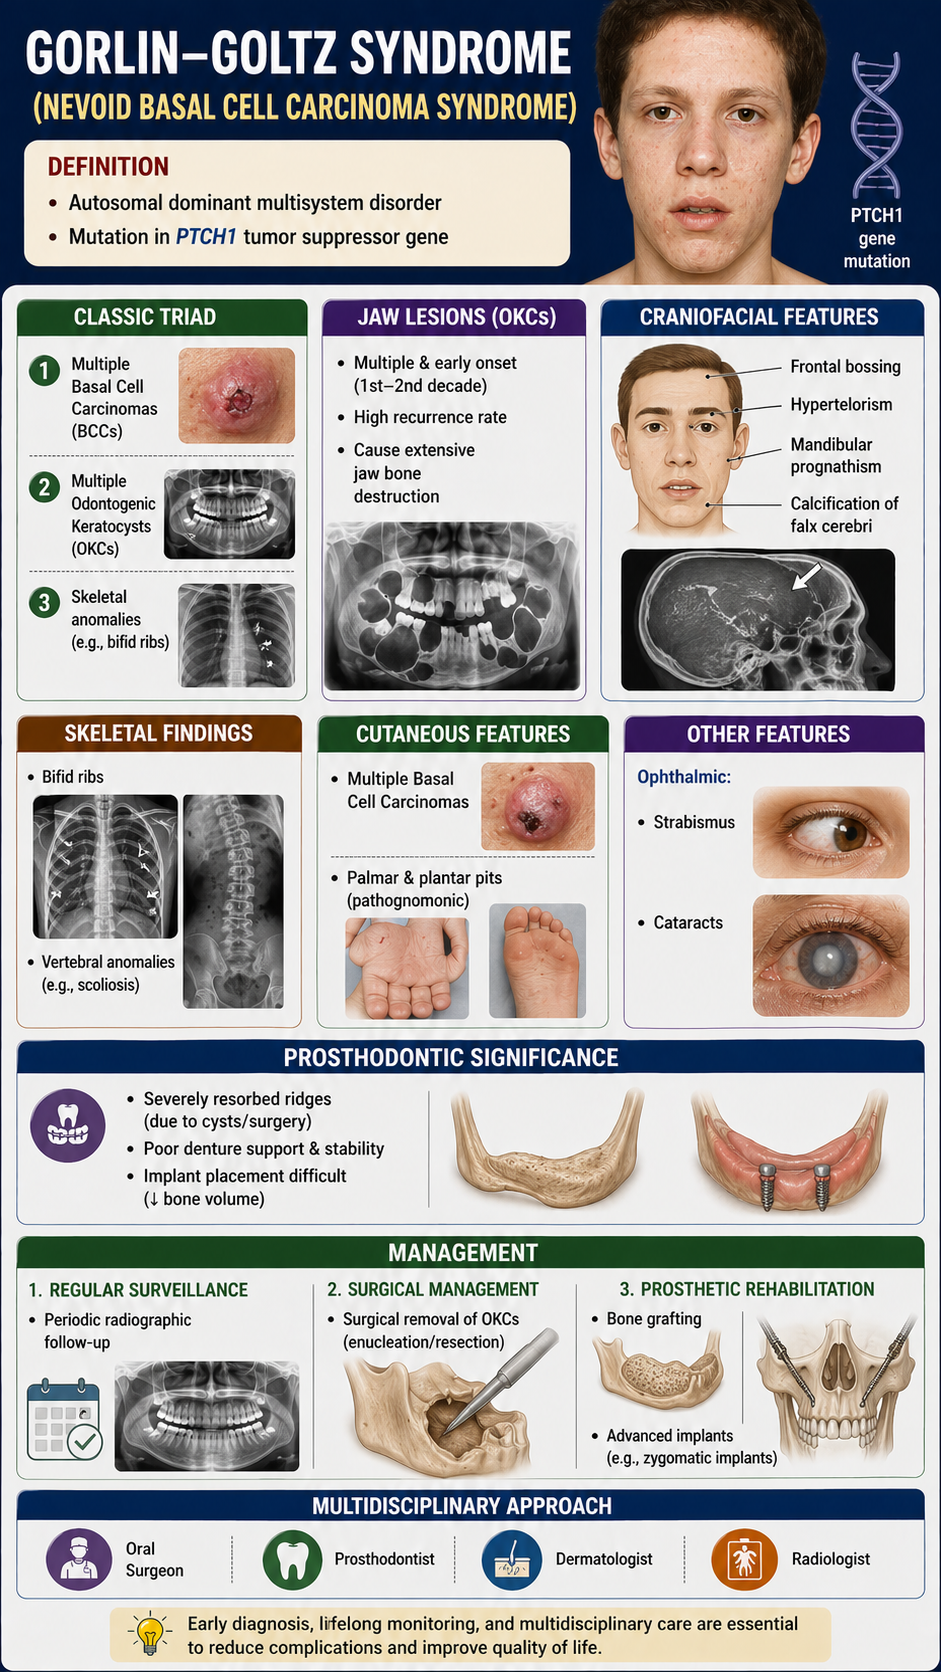 GORLIN–GOLTZ SYNDROME
(NEVOID BASAL CELL CARCINOMA SYNDROME)
DEFINITION
• Autosomal dominant multisystem disorder
• Mutation in PTCH1 tumor suppressor gene
PTCH1
gene
mutation
CLASSIC TRIAD
1
Multiple
Basal Cell
Carcinomas
(BCCs)
2
Multiple
Odontogenic
Keratocysts
(OKCs)
3
Skeletal
anomalies
(e.g., bifid ribs)
JAW LESIONS (OKCs)
• Multiple & early onset
(1st–2nd decade)
• High recurrence rate
• Cause extensive
jaw bone
destruction
CRANIOFACIAL FEATURES
Frontal bossing
Hypertelorism
Mandibular
prognathism
Calcification of
falx cerebri
SKELETAL FINDINGS
• Bifid ribs
• Vertebral anomalies
(e.g., scoliosis)
CUTANEOUS FEATURES
• Multiple Basal
Cell Carcinomas
• Palmar & plantar pits
(pathognomonic)
OTHER FEATURES
Ophthalmic:
• Strabismus
• Cataracts
PROSTHODONTIC SIGNIFICANCE
• Severely resorbed ridges
(due to cysts/surgery)
• Poor denture support & stability
• Implant placement difficult
(↓ bone volume)
MANAGEMENT
1. REGULAR SURVEILLANCE
• Periodic radiographic
follow-up
2. SURGICAL MANAGEMENT
• Surgical removal of OKCs
(enucleation/resection)
3. PROSTHETIC REHABILITATION
• Bone grafting
• Advanced implants
(e.g., zygomatic implants)
MULTIDISCIPLINARY APPROACH
Oral
Surgeon
Prosthodontist
Dermatologist
Radiologist
Early diagnosis, lifelong monitoring, and multidisciplinary care are essential
to reduce complications and improve quality of life.